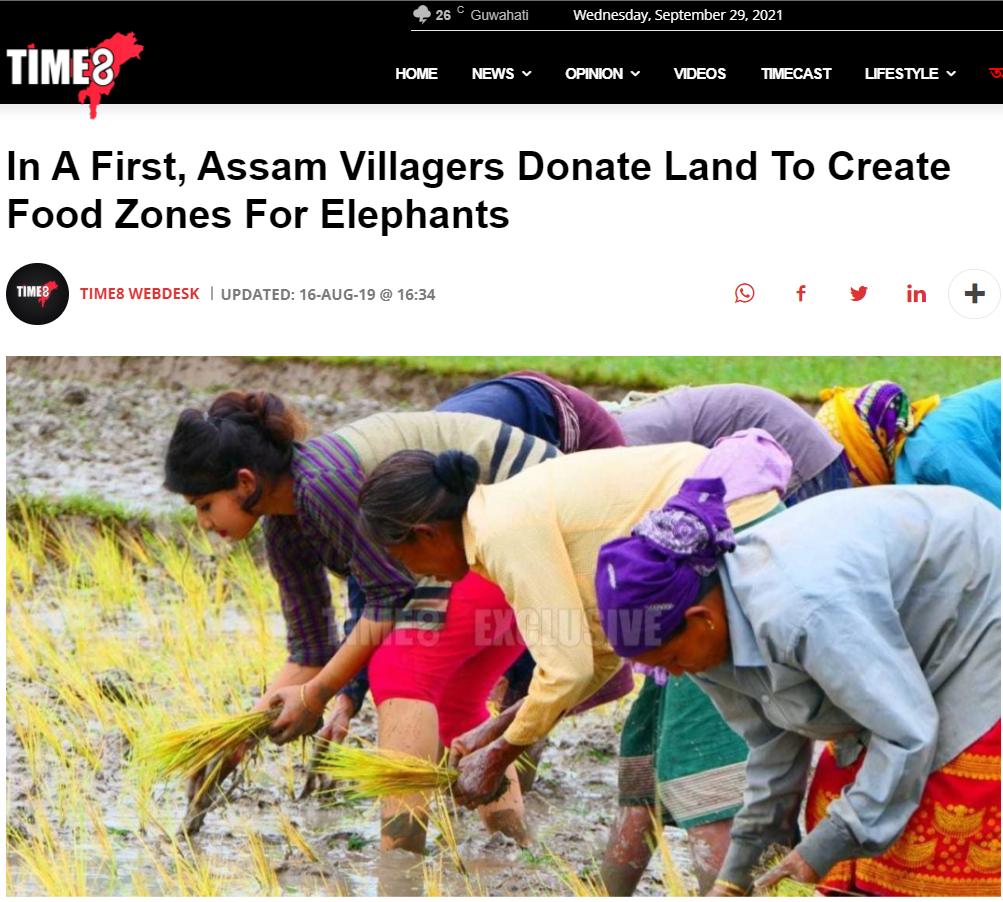 26 C Guwahati Wednesday, September 29, 2021
TIME8
HOME NEWS OPINION VIDEOS TIMECAST LIFESTYLE
In A First, Assam Villagers Donate Land To Create
Food Zones For Elephants
TIME8
TIME8 WEBDESK | UPDATED: 16-AUG-19 @ 16:34
TIME8 EXCLUSIVE